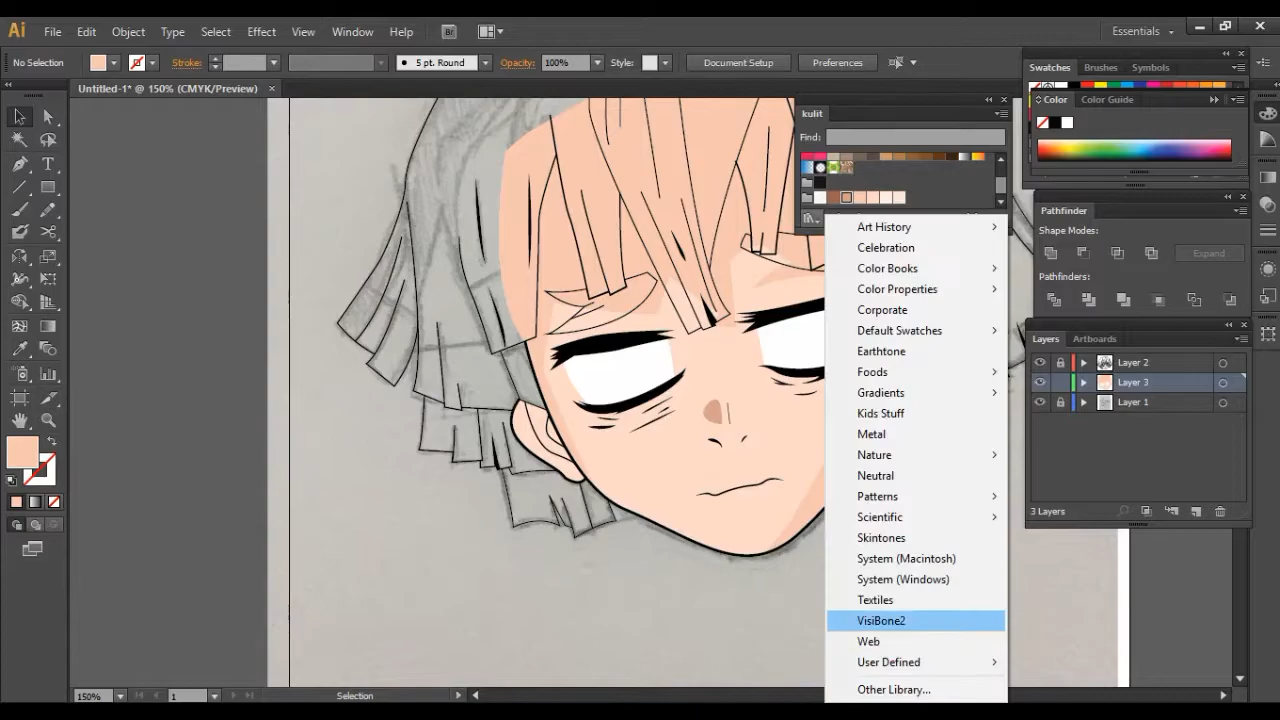 Ai File Edit Object Type Select Effect View Window Help Br Essentials
No Selection Stroke: 5 pt. Round Opacity: 100% Style: Document Setup Preferences
Untitled-1* @ 150% (CMYK/Preview)
Swatches Brushes Symbols
Color Color Guide
kulit
Find:
Pathfinder
Shape Modes:
Expand
Pathfinders:
Layers Artboards
Layer 2
Layer 3
Layer 1
3 Layers
Art History
Celebration
Color Books
Color Properties
Corporate
Default Swatches
Earthtone
Foods
Gradients
Kids Stuff
Metal
Nature
Neutral
Patterns
Scientific
Skintones
System (Macintosh)
System (Windows)
Textiles
VisiBone2
Web
User Defined
Other Library...
150% 1 Selection